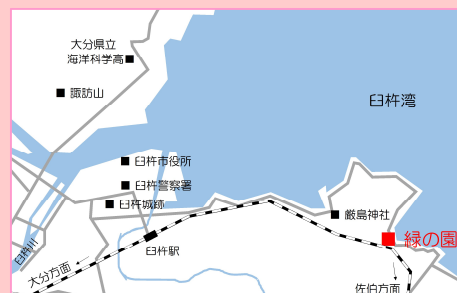 大分県立
海洋科学高
諏訪山
臼杵湾
臼杵市役所
臼杵警察署
臼杵城跡
厳島神社
緑の園
臼杵駅
臼杵川
大分方面
佐伯方面